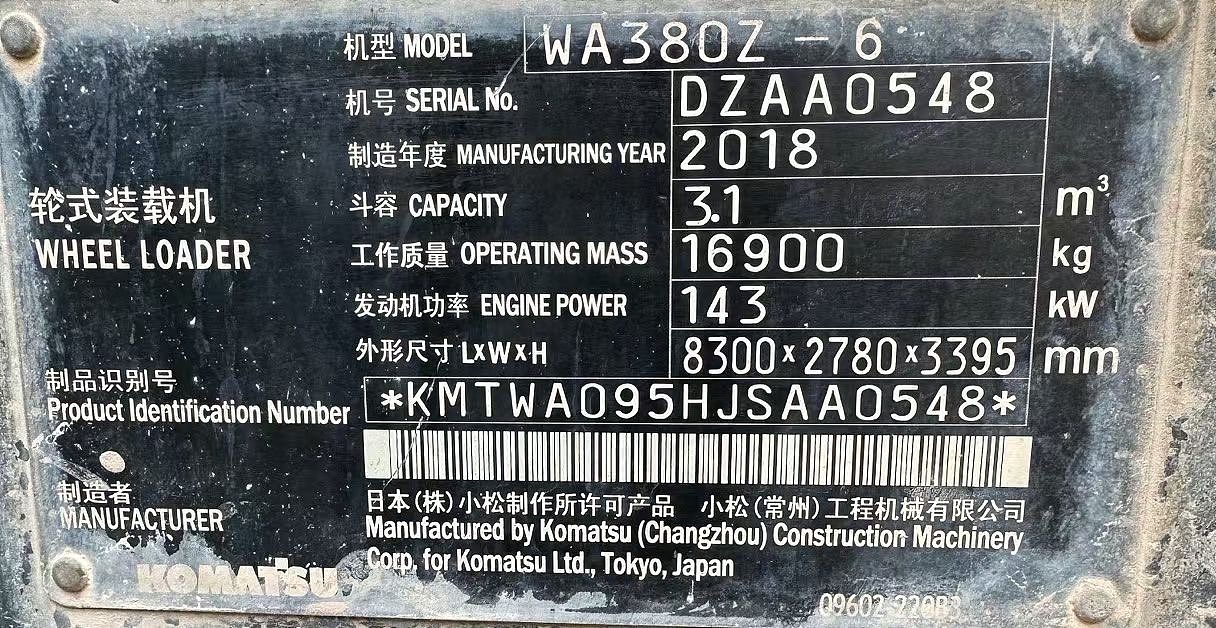 机型 MODEL WA380Z - 6
机号 SERIAL No. DZAA0548
制造年度 MANUFACTURING YEAR 2018
轮式装载机
WHEEL LOADER
斗容 CAPACITY 3.1 m³
工作质量 OPERATING MASS 16900 kg
发动机功率 ENGINE POWER 143 kW
外形尺寸 L×W×H 8300×2780×3395 mm
制品识别号
Product Identification Number *KMTWA095HJSAA0548*
制造者
MANUFACTURER
日本(株)小松制作所许可产品 小松(常州)工程机械有限公司
Manufactured by Komatsu (Changzhou) Construction Machinery
Corp. for Komatsu Ltd., Tokyo, Japan
KOMATSU
09602